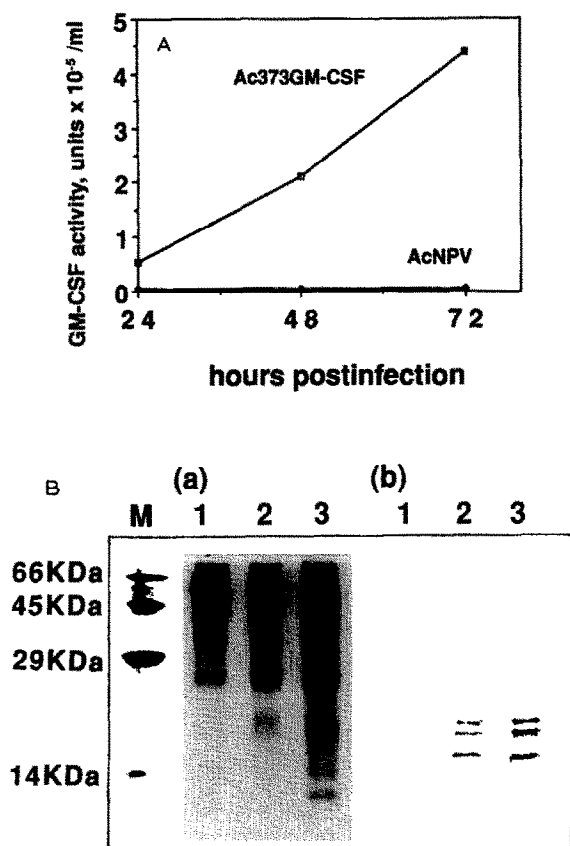 A
GM-CSF activity, units x 10⁻⁵ /ml
5
4
3
2
1
0
Ac373GM-CSF
AcNPV
24 48 72
hours postinfection
B
(a) (b)
M 1 2 3 1 2 3
66KDa
45KDa
29KDa
14KDa